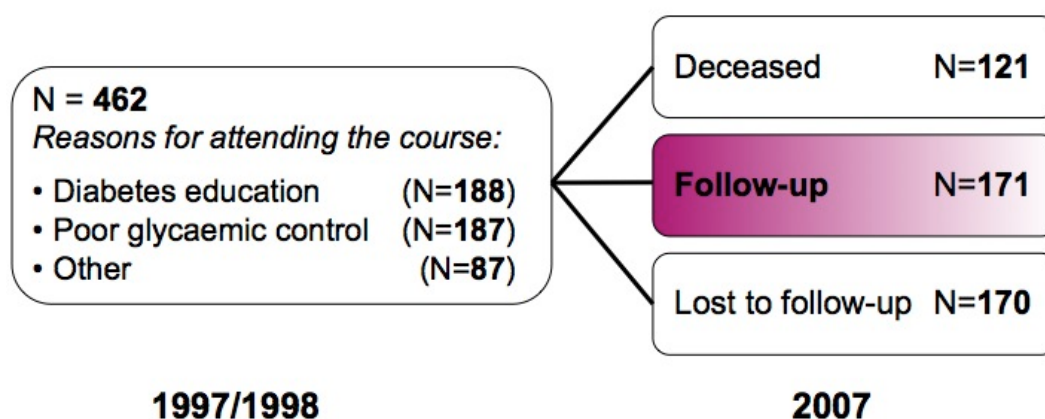 N = 462
Reasons for attending the course:
• Diabetes education (N=188)
• Poor glycaemic control (N=187)
• Other (N=87)
Deceased N=121
Follow-up N=171
Lost to follow-up N=170
1997/1998 2007